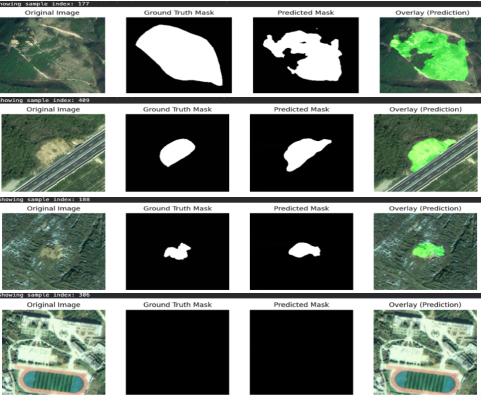 howing sample index: 177
Original Image Ground Truth Mask Predicted Mask Overlay (Prediction)
howing sample index: 409
Original Image Ground Truth Mask Predicted Mask Overlay (Prediction)
howing sample index: 188
Original Image Ground Truth Mask Predicted Mask Overlay (Prediction)
howing sample index: 306
Original Image Ground Truth Mask Predicted Mask Overlay (Prediction)